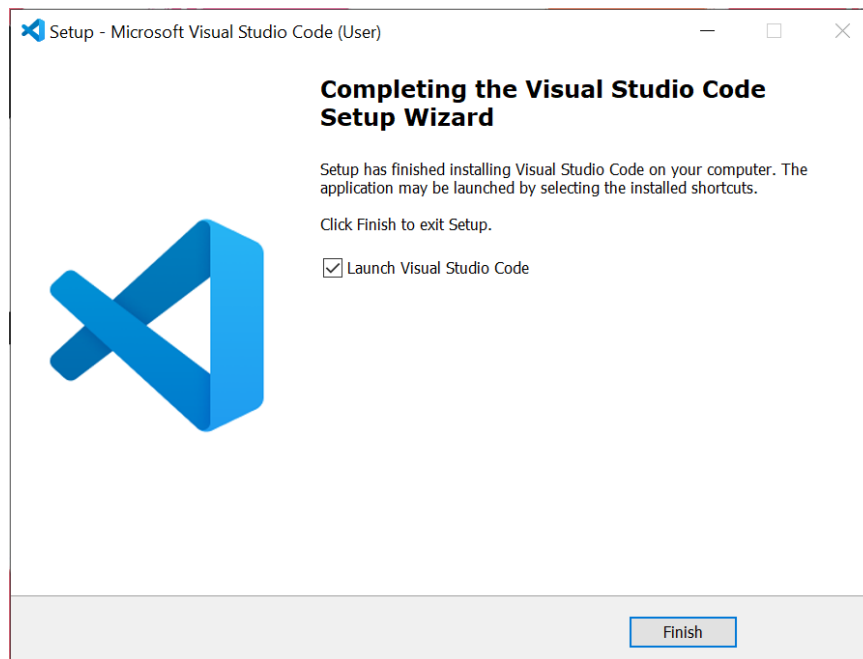 Setup - Microsoft Visual Studio Code (User)
Completing the Visual Studio Code
Setup Wizard
Setup has finished installing Visual Studio Code on your computer. The
application may be launched by selecting the installed shortcuts.
Click Finish to exit Setup.
Launch Visual Studio Code
Finish